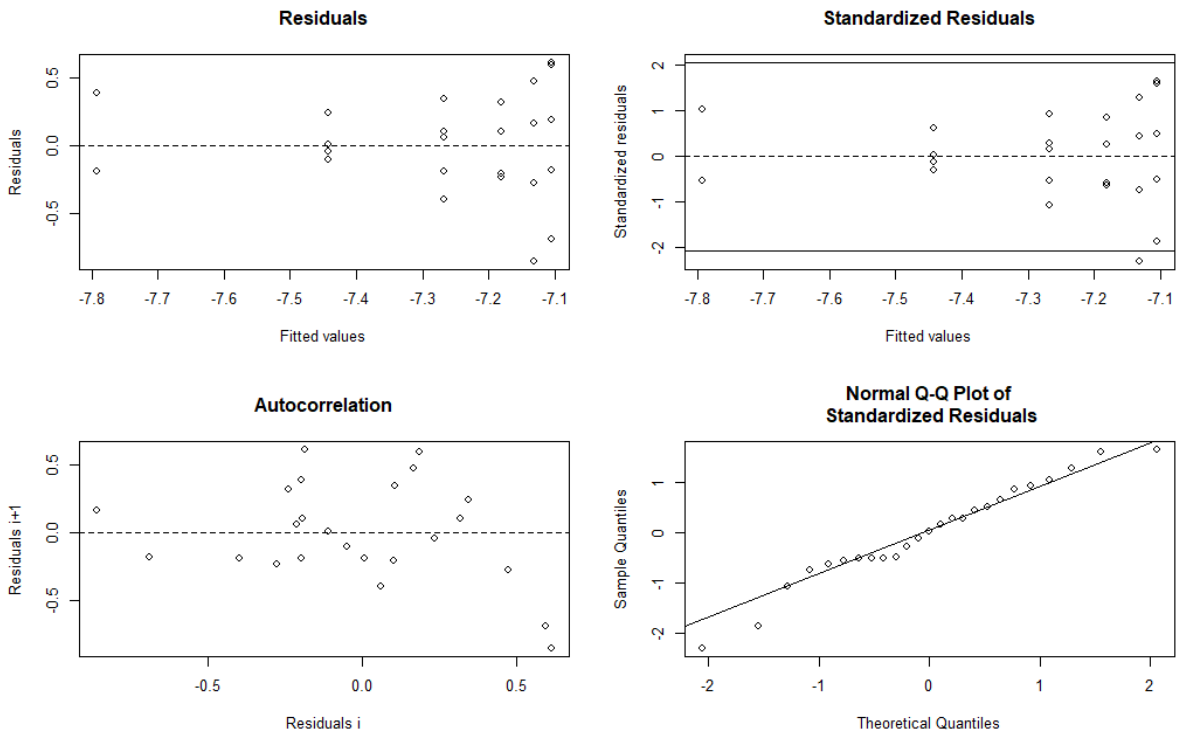 Residuals
Residuals
0.5
0.0
-0.5
-7.8 -7.7 -7.6 -7.5 -7.4 -7.3 -7.2 -7.1
Fitted values
Standardized Residuals
Standardized residuals
2
1
0
-1
-2
-7.8 -7.7 -7.6 -7.5 -7.4 -7.3 -7.2 -7.1
Fitted values
Autocorrelation
Residuals i+1
0.5
0.0
-0.5
-0.5 0.0 0.5
Residuals i
Normal Q-Q Plot of
Standardized Residuals
Sample Quantiles
1
0
-1
-2
-2 -1 0 1 2
Theoretical Quantiles